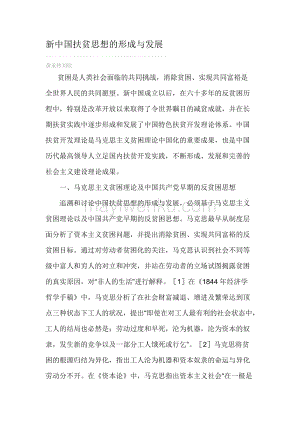 新中国扶贫思想的形成与发展
贫困是人类社会面临的共同挑战，消除贫困、实现共同富裕是
全世界人民的共同愿望。新中国成立以后，在六十多年的反贫困历
程中，特别是改革开放以来取得了令世界瞩目的减贫成就，并在长
期扶贫实践中逐步形成和发展了中国特色扶贫开发理论体系。中国
扶贫开发理论是马克思主义贫困理论中国化的重要成果，也是中国
历代最高领导人立足国内扶贫开发实践，不断形成、发展和完善的
社会主义建设理论成果。
一、马克思主义贫困理论及中国共产党早期的反贫困思想
追溯和讨论中国扶贫思想的形成与发展，必须基于马克思主义
贫困理论以及中国共产党早期的反贫困思想。马克思最早从制度层
面分析了资本主义贫困问题，并提出消除贫困、实现共同富裕的反
贫困目标。通过对劳动者贫困化的关注，马克思认识到社会不同等
级中富人和穷人的对立和冲突，并站在劳动者的立场试图揭露贫困
的真实原因，对“非人的生活”进行解释。［1］在《1844 年经济学
哲学手稿》中，马克思分析了在社会财富减退、增进及繁荣达到顶
点三种状态下工人的状况，提出“即使在对工人最有利的社会状态中，
工人的结局也必然是：劳动过度和早死，沦为机器，沦为资本的奴
隶，发生新的竞争以及一部分工人饿死或行乞”。［2］马克思将贫
困的根源归结为异化，指出工人沦为机器和资本奴隶的命运与异化
劳动分不开。在《资本论》中，马克思指出资本主义社会“在一极是